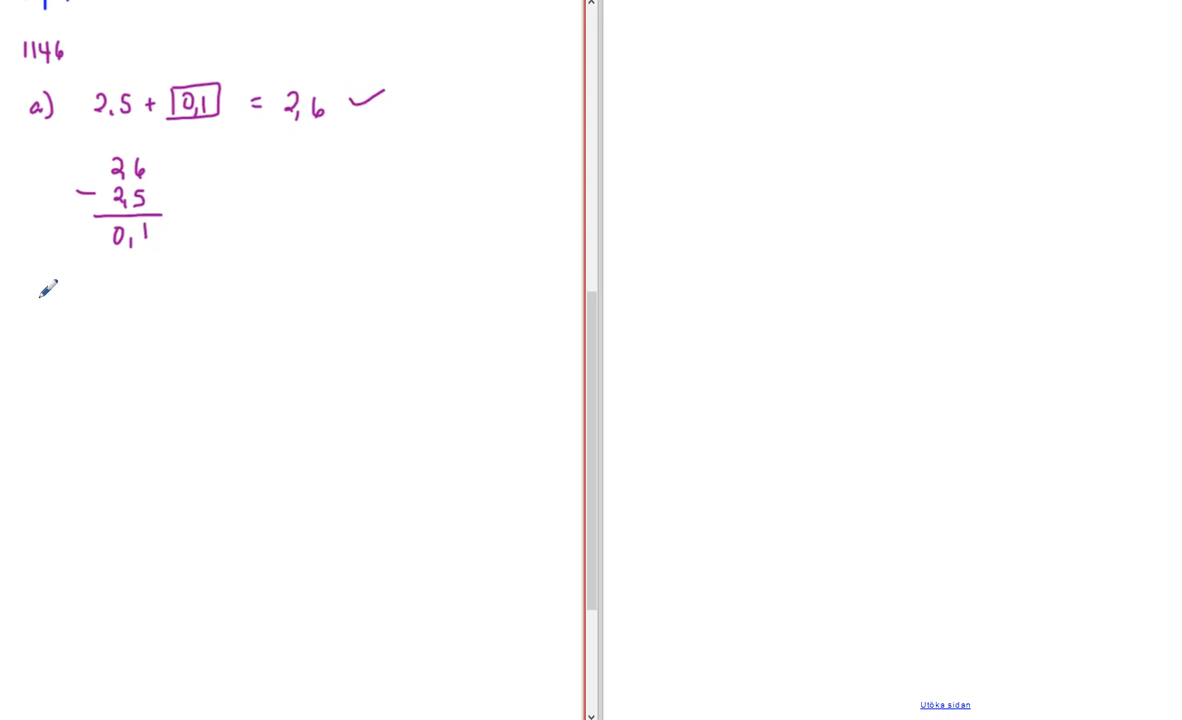 1146
a) 2.5 + 0,1 = 2,6 ✓
2,6
- 2,5
0,1
Utöka sidan